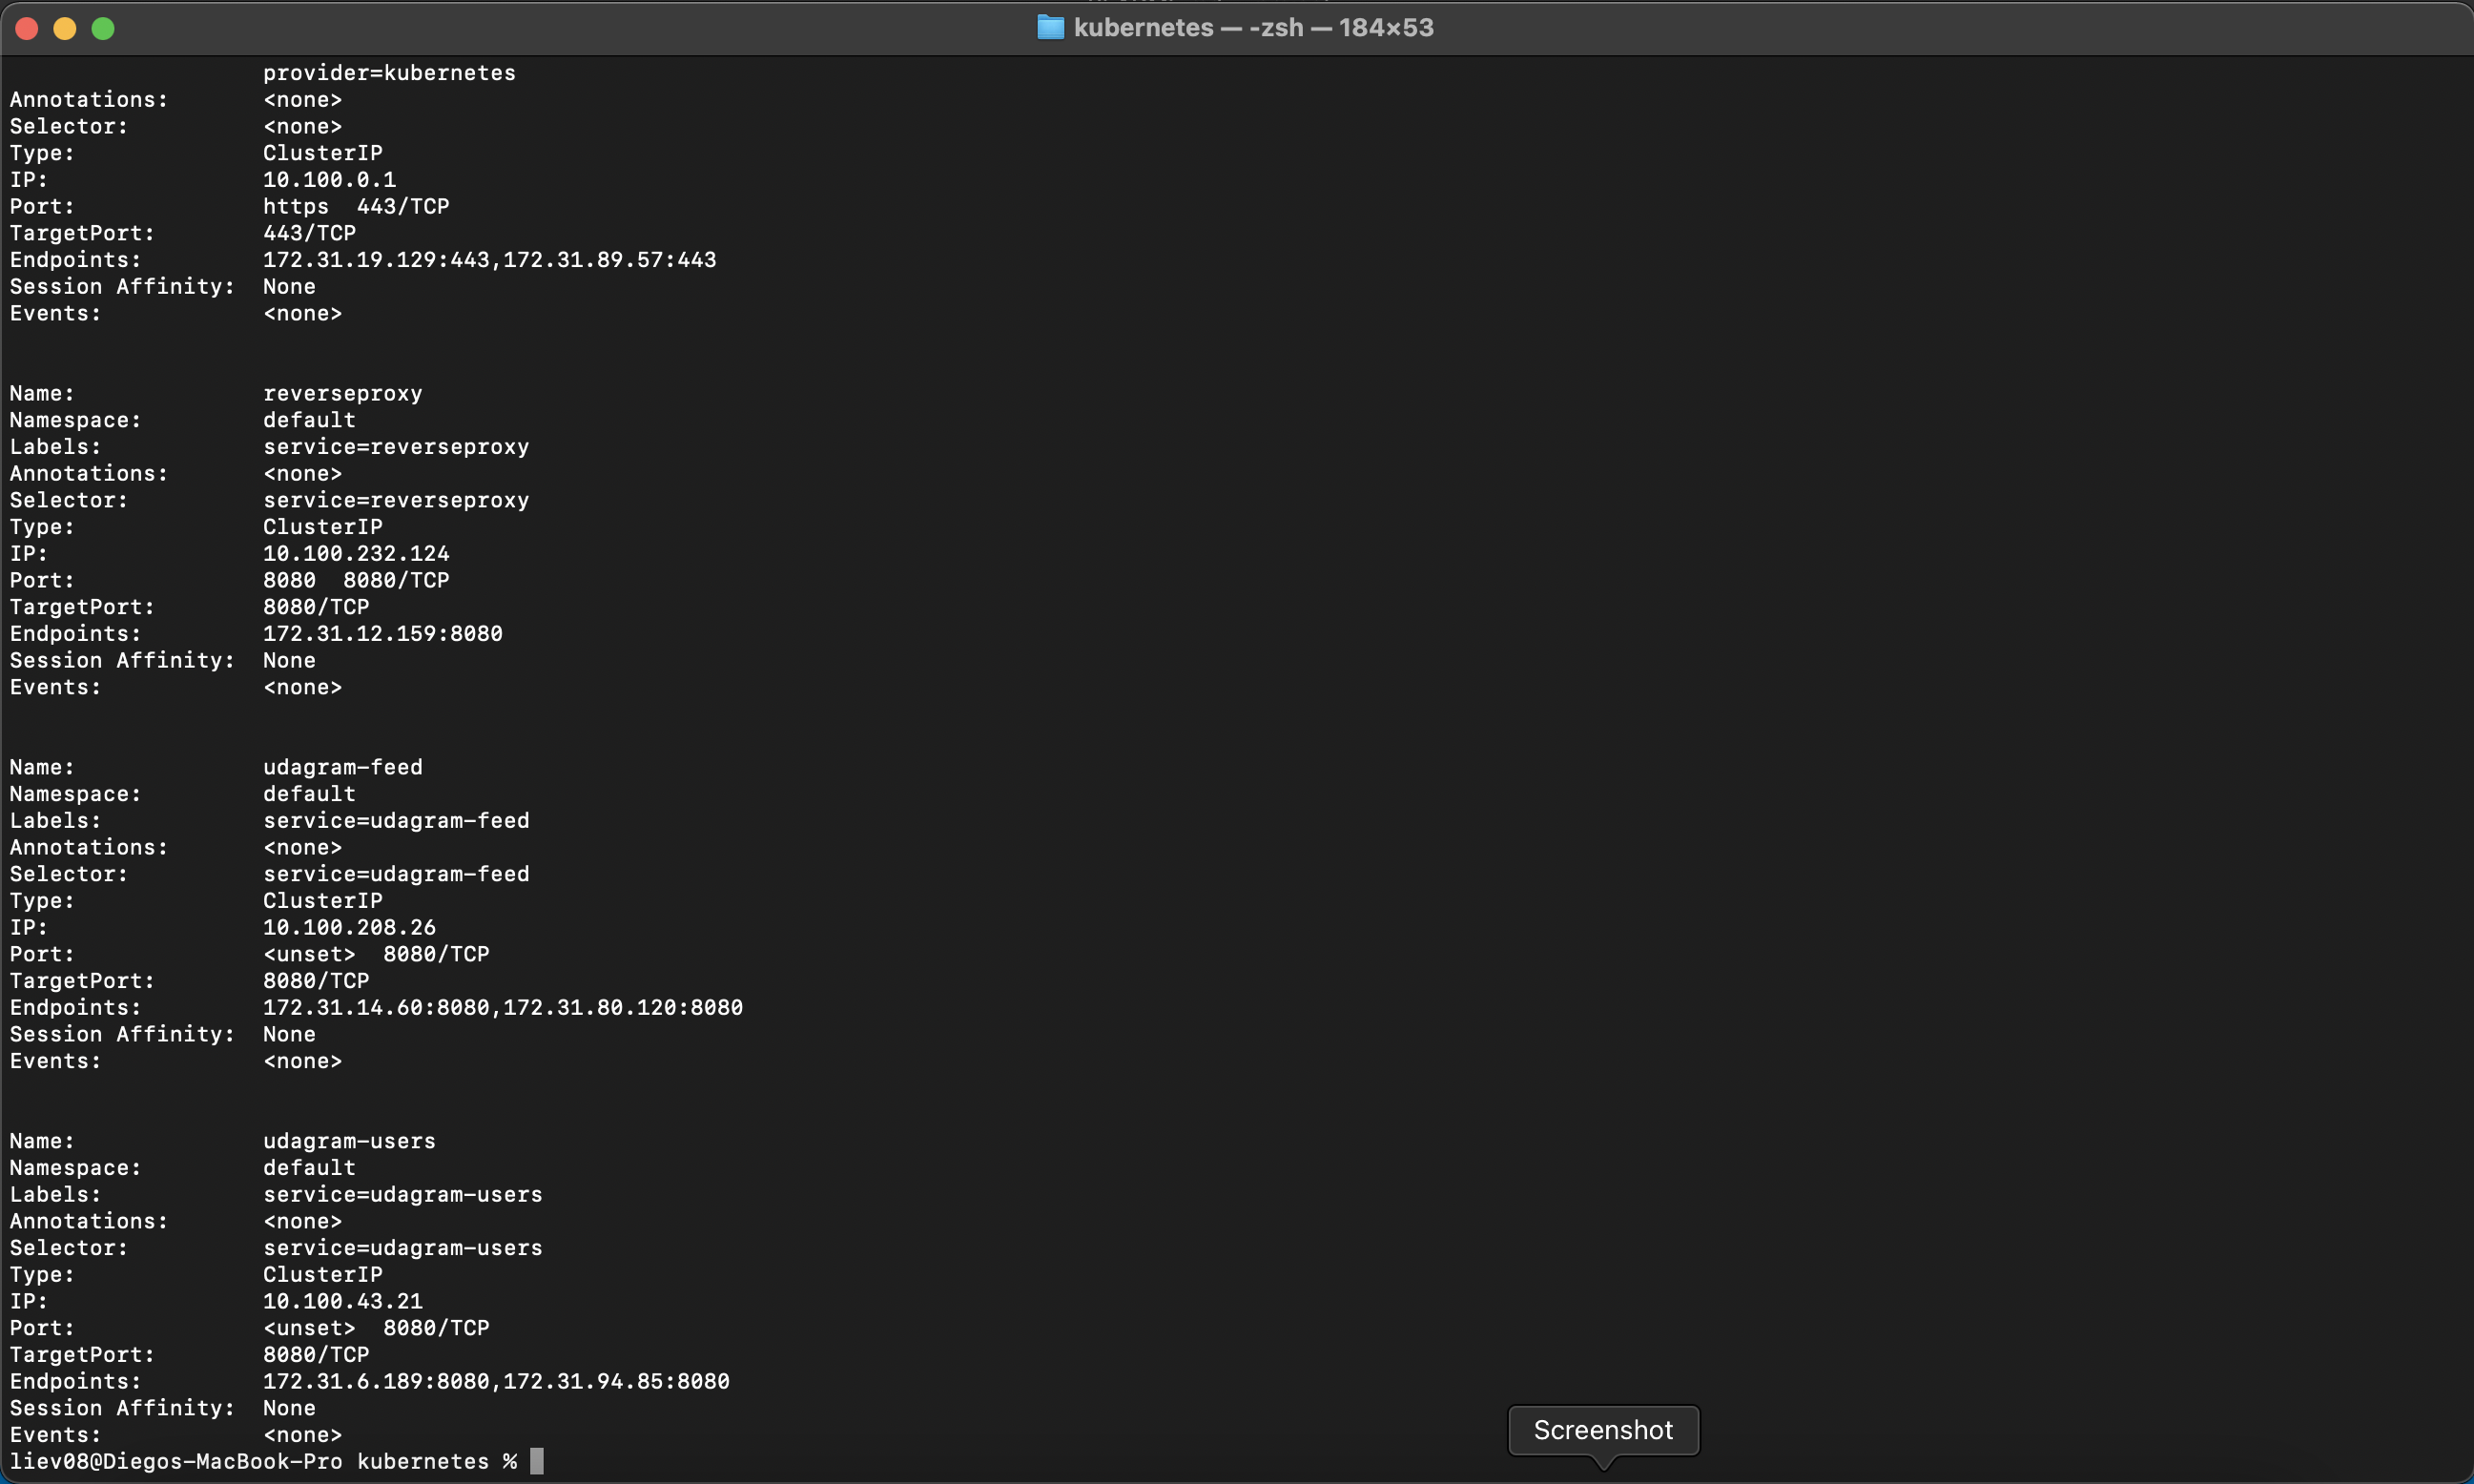 kubernetes — -zsh — 184×53
provider=kubernetes
Annotations: <none>
Selector: <none>
Type: ClusterIP
IP: 10.100.0.1
Port: https 443/TCP
TargetPort: 443/TCP
Endpoints: 172.31.19.129:443,172.31.89.57:443
Session Affinity: None
Events: <none>
Name: reverseproxy
Namespace: default
Labels: service=reverseproxy
Annotations: <none>
Selector: service=reverseproxy
Type: ClusterIP
IP: 10.100.232.124
Port: 8080 8080/TCP
TargetPort: 8080/TCP
Endpoints: 172.31.12.159:8080
Session Affinity: None
Events: <none>
Name: udagram-feed
Namespace: default
Labels: service=udagram-feed
Annotations: <none>
Selector: service=udagram-feed
Type: ClusterIP
IP: 10.100.208.26
Port: <unset> 8080/TCP
TargetPort: 8080/TCP
Endpoints: 172.31.14.60:8080,172.31.80.120:8080
Session Affinity: None
Events: <none>
Name: udagram-users
Namespace: default
Labels: service=udagram-users
Annotations: <none>
Selector: service=udagram-users
Type: ClusterIP
IP: 10.100.43.21
Port: <unset> 8080/TCP
TargetPort: 8080/TCP
Endpoints: 172.31.6.189:8080,172.31.94.85:8080
Session Affinity: None
Events: <none>
liev08@Diegos-MacBook-Pro kubernetes %
Screenshot